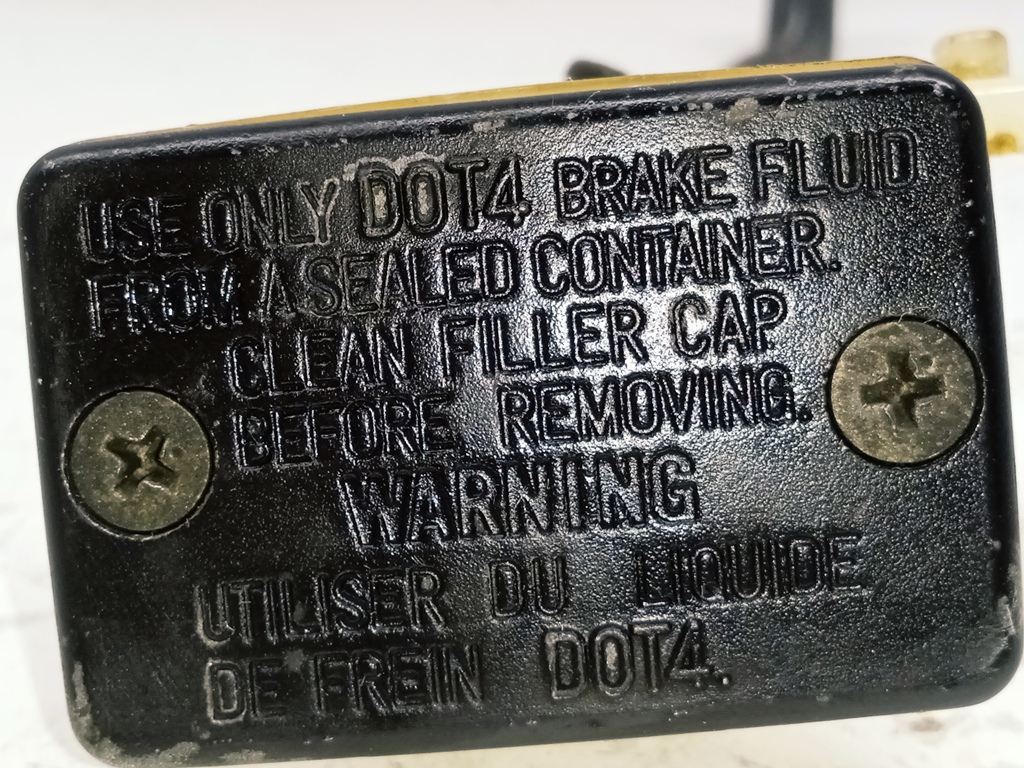 USE ONLY DOT4 BRAKE FLUID
FROM A SEALED CONTAINER.
CLEAN FILLER CAP
BEFORE REMOVING.
WARNING
UTILISER DU LIQUIDE
DE FREIN DOT4.